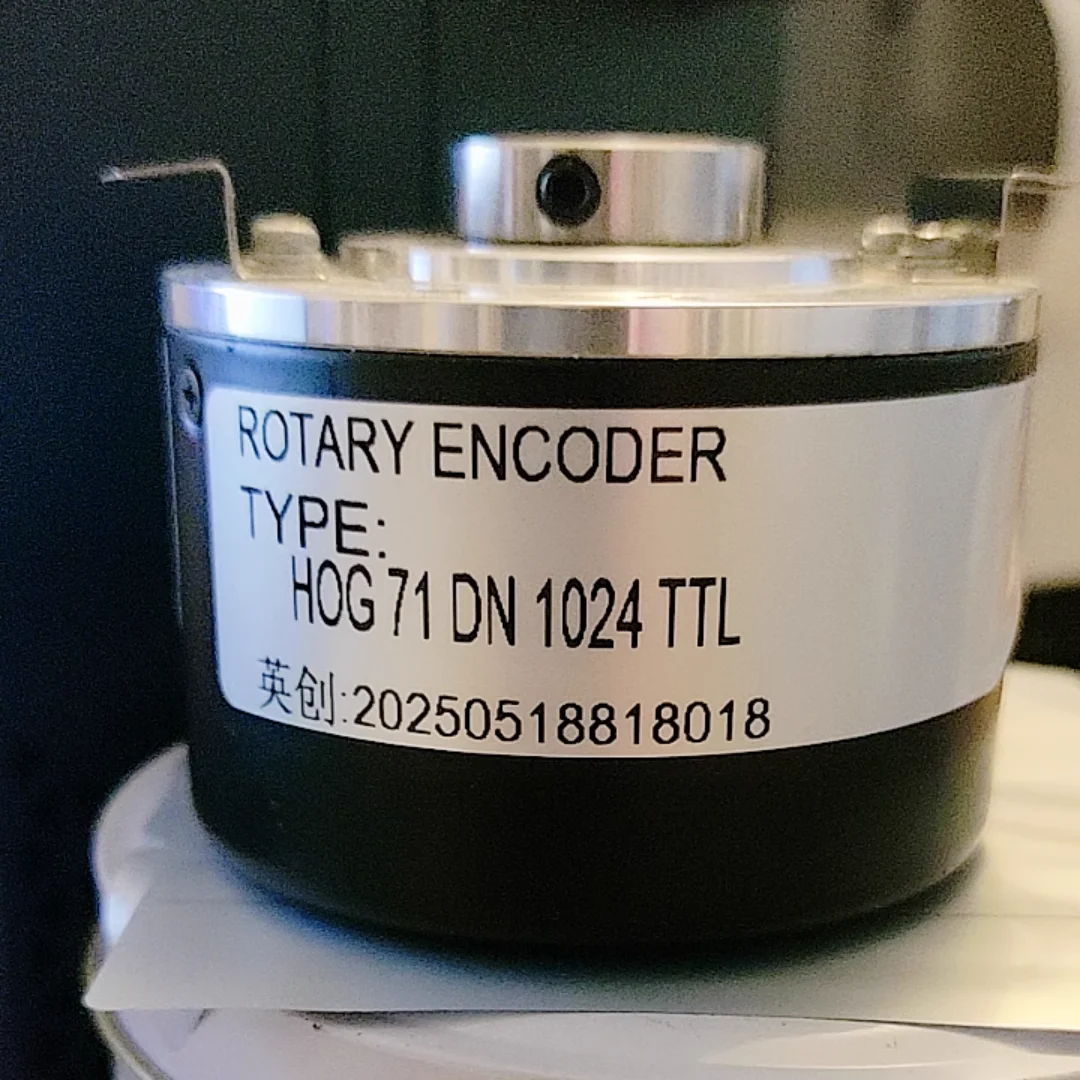 ROTARY ENCODER
TYPE:
HOG 71 DN 1024 TTL
英创:20250518818018